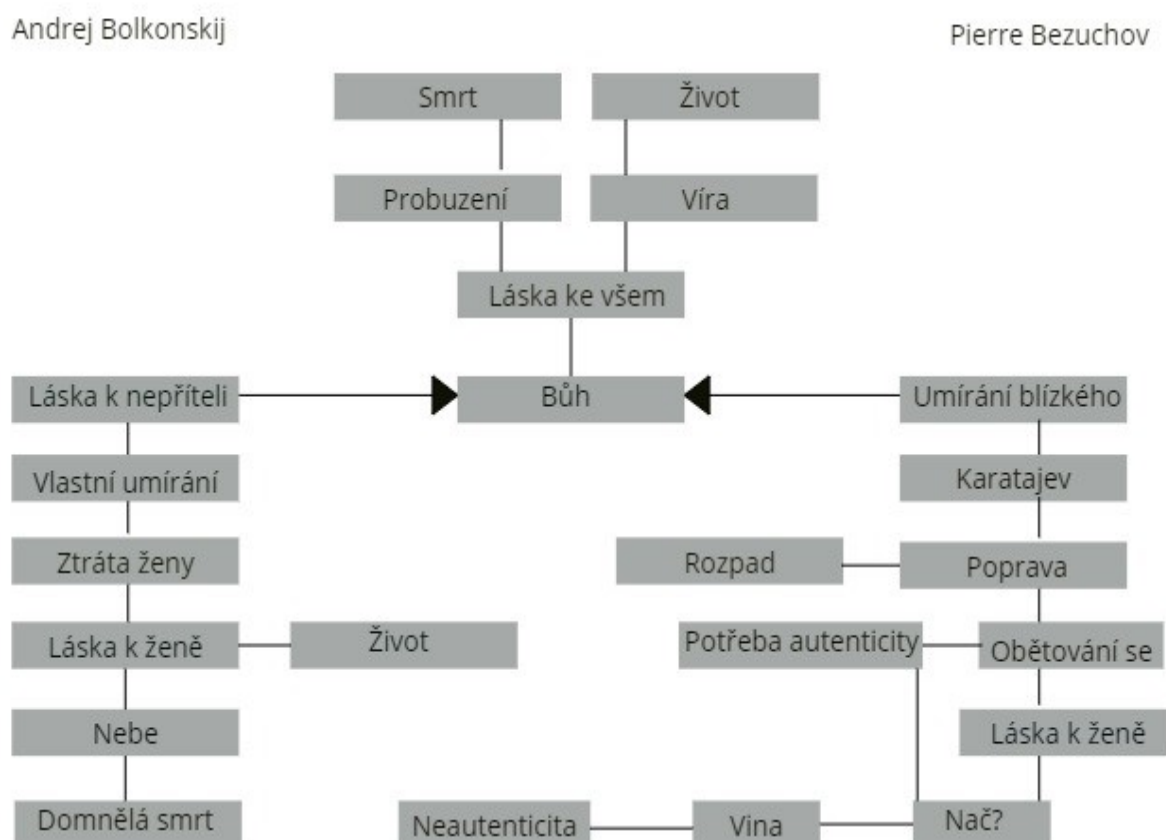 Andrej Bolkonskij
Pierre Bezuchov
Smrt
Život
Probuzení
Víra
Láska ke všem
Láska k nepříteli
Bůh
Umírání blízkého
Vlastní umírání
Karatajev
Ztráta ženy
Rozpad
Poprava
Láska k ženě
Život
Potřeba autenticity
Obětování se
Nebe
Láska k ženě
Domnělá smrt
Neautenticita
Vina
Nač?